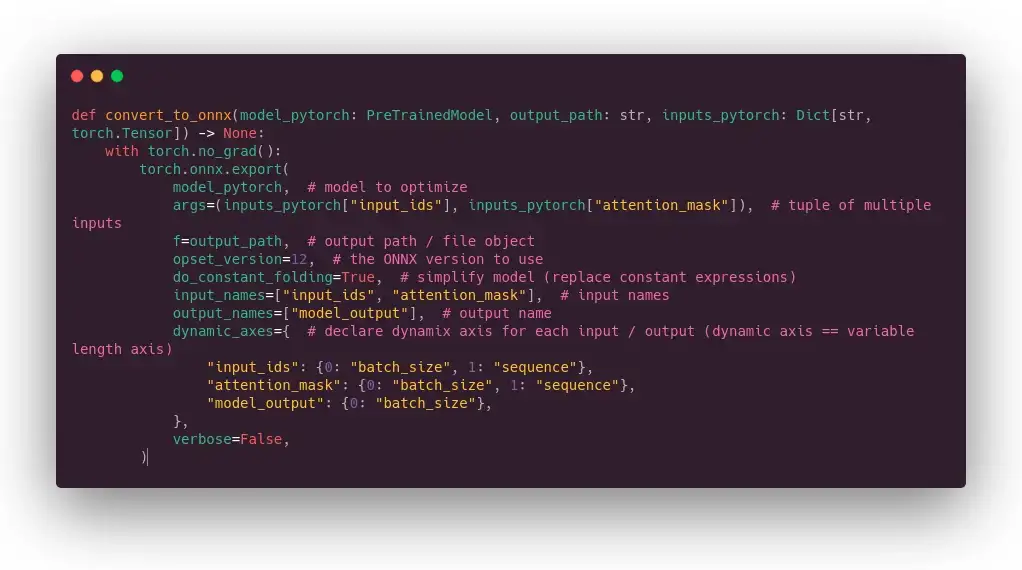 def convert_to_onnx(model_pytorch: PreTrainedModel, output_path: str, inputs_pytorch: Dict[str,
torch.Tensor]) -> None:
    with torch.no_grad():
        torch.onnx.export(
            model_pytorch,  # model to optimize
            args=(inputs_pytorch["input_ids"], inputs_pytorch["attention_mask"]),  # tuple of multiple
inputs
            f=output_path,  # output path / file object
            opset_version=12,  # the ONNX version to use
            do_constant_folding=True,  # simplify model (replace constant expressions)
            input_names=["input_ids", "attention_mask"],  # input names
            output_names=["model_output"],  # output name
            dynamic_axes={  # declare dynamix axis for each input / output (dynamic axis == variable
length axis)
                "input_ids": {0: "batch_size", 1: "sequence"},
                "attention_mask": {0: "batch_size", 1: "sequence"},
                "model_output": {0: "batch_size"},
            },
            verbose=False,
        )